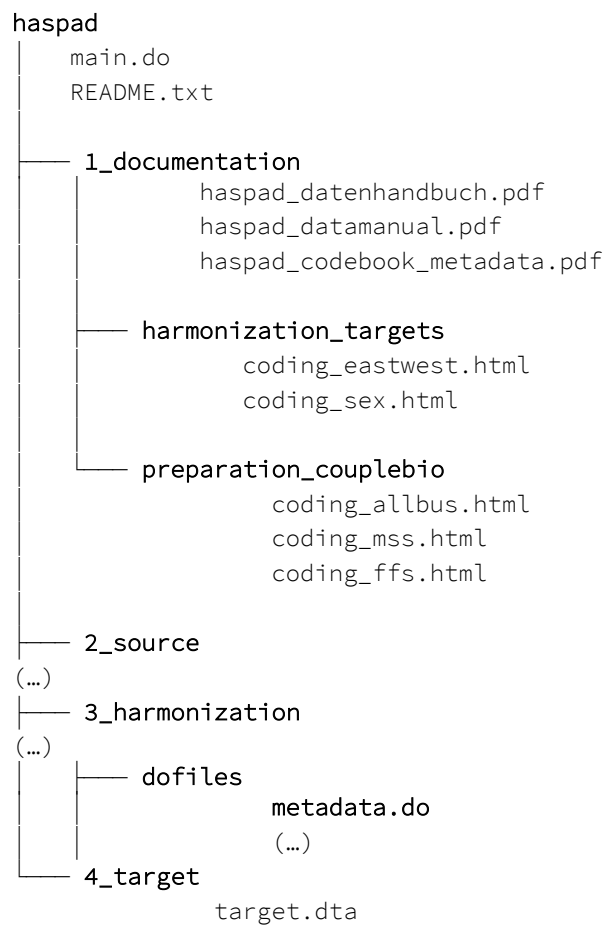 haspad
main.do
README.txt
1_documentation
haspad_datenhandbuch.pdf
haspad_datamanual.pdf
haspad_codebook_metadata.pdf
harmonization_targets
coding_eastwest.html
coding_sex.html
preparation_couplebio
coding_allbus.html
coding_mss.html
coding_ffs.html
2_source
(…)
3_harmonization
(…)
dofiles
metadata.do
(…)
4_target
target.dta